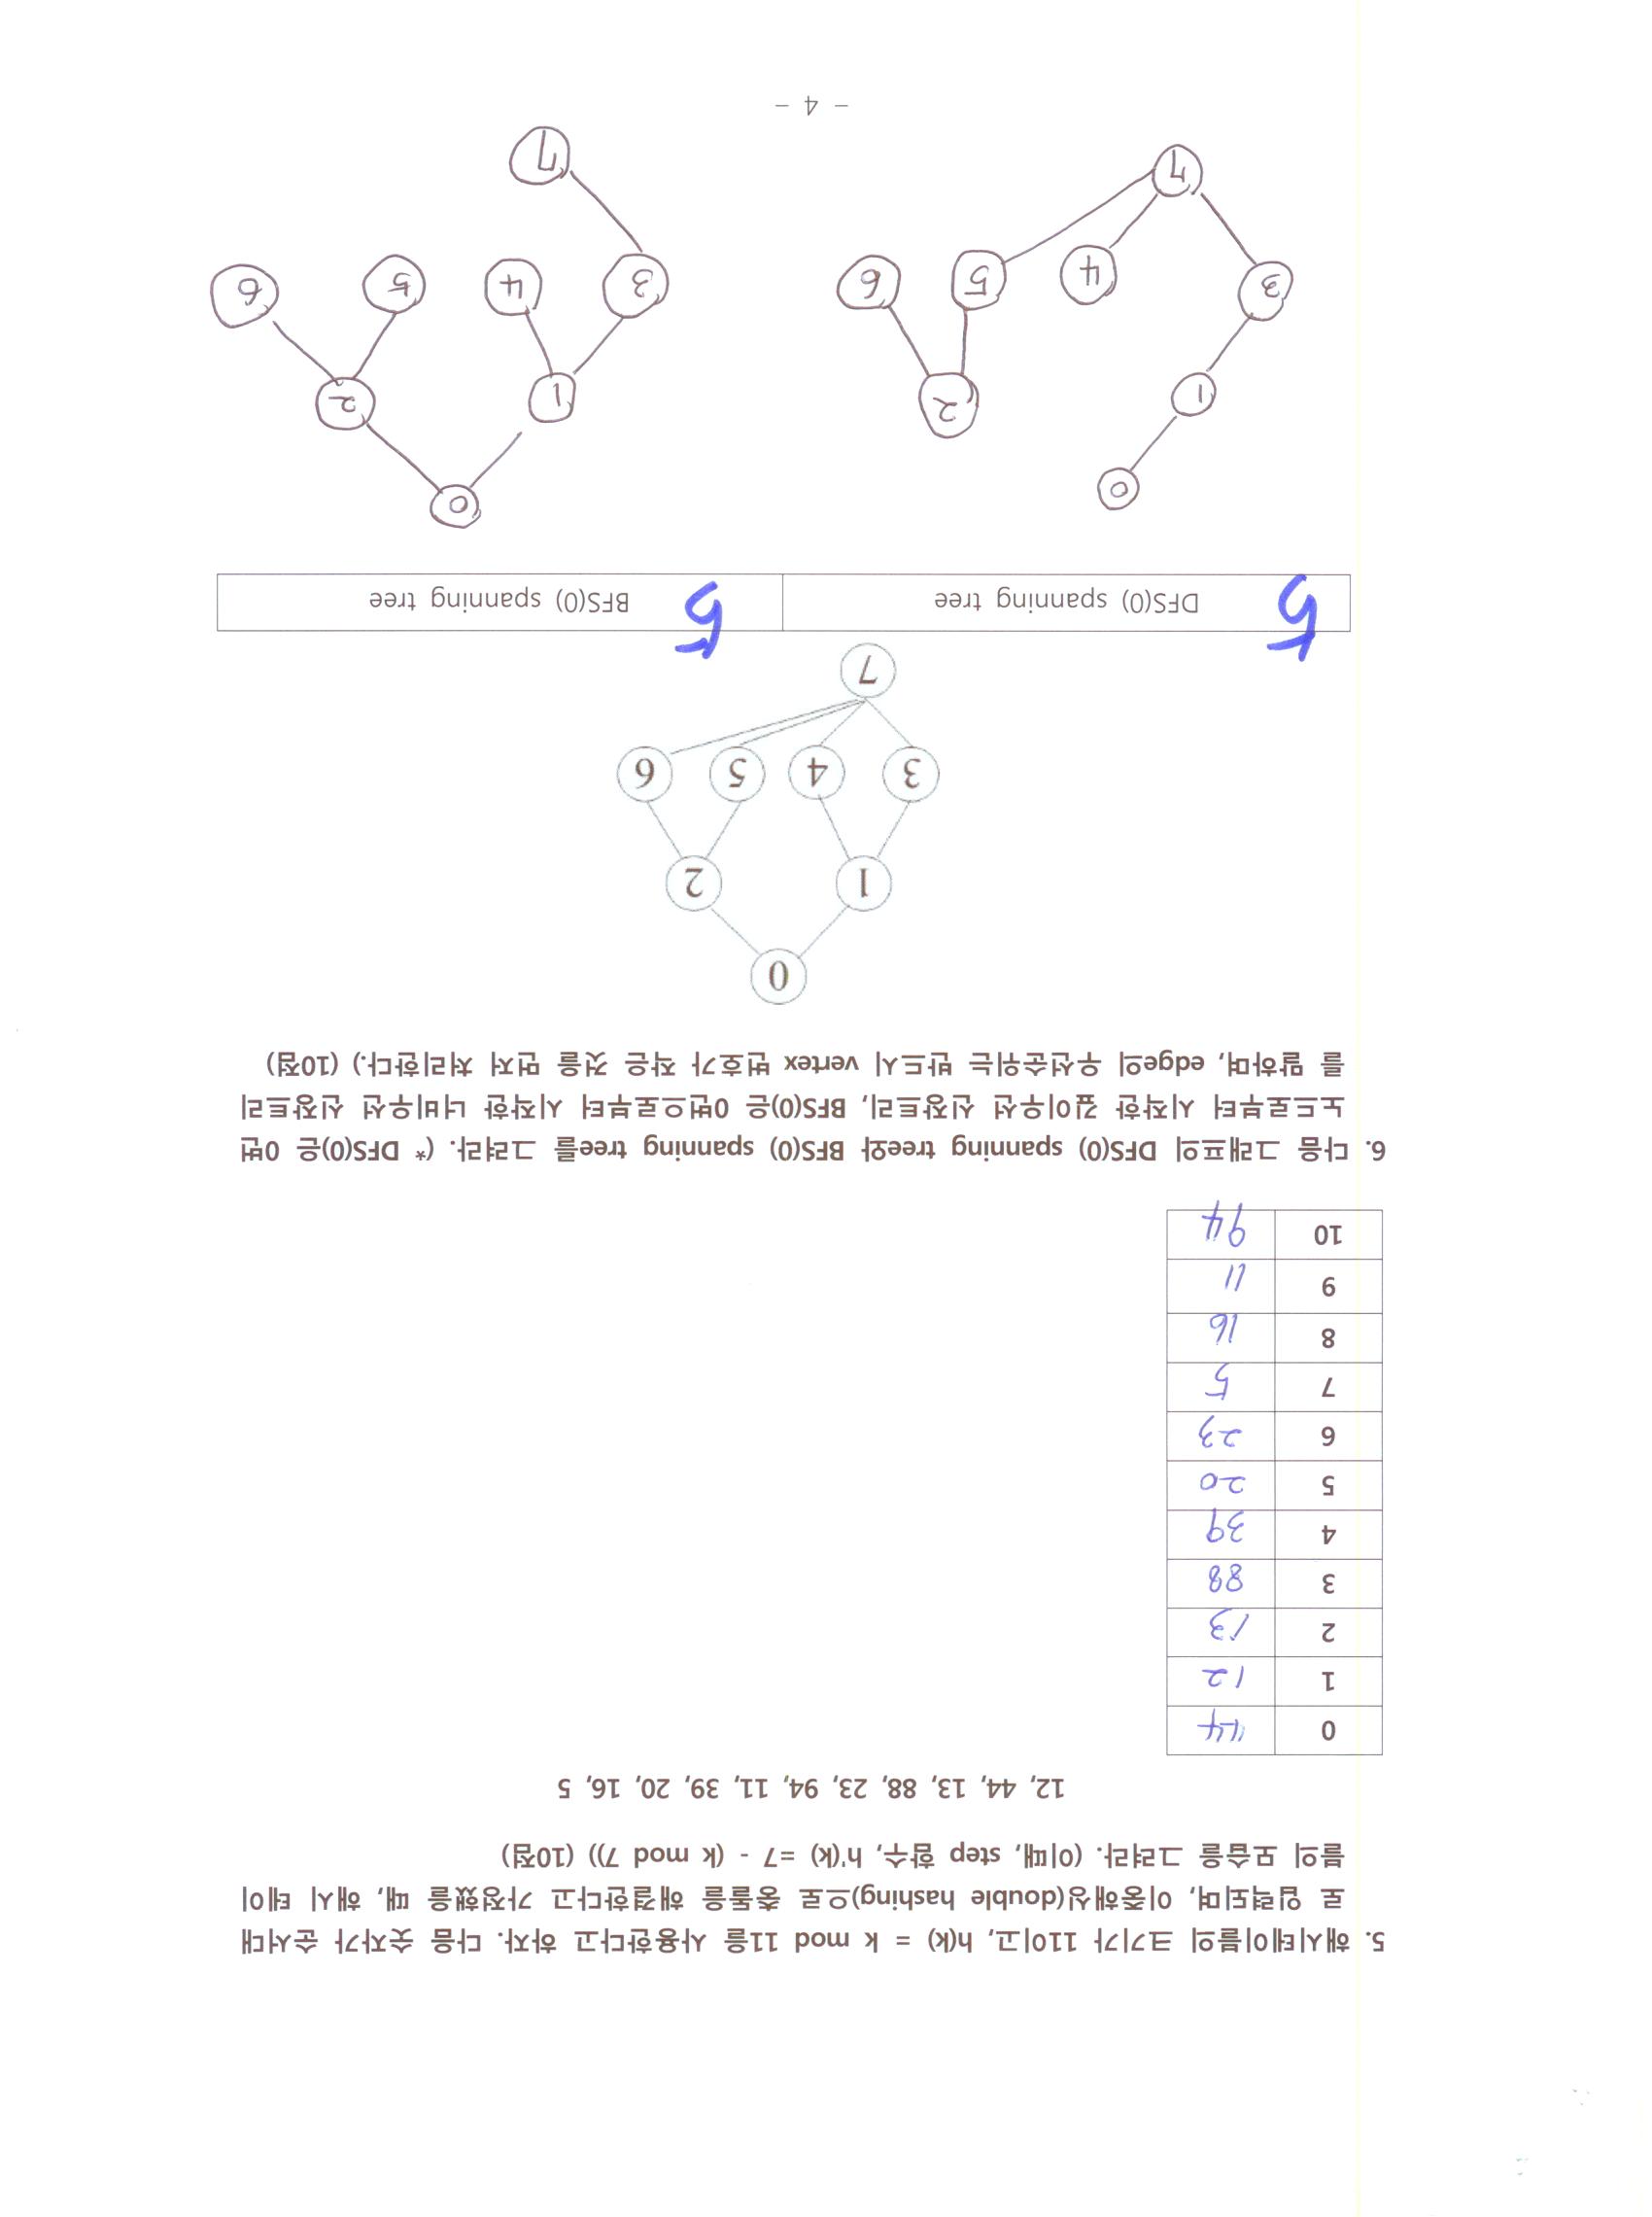 5. 해시테이블의 크기가 11이고, h(k) = k mod 11을 사용한다고 하자. 다음 숫자가 순서대
로 입력되며, 이중해싱(double hashing)으로 충돌을 해결한다고 가정했을 때, 해시 테이
블의 모습을 그려라. (이때, step 함수, h'(k) =7 - (k mod 7)) (10점)
12, 44, 13, 88, 23, 94, 11, 39, 20, 16, 5
0 44
1 12
2 13
3 88
4 39
5 20
6 23
7 5
8 16
9 11
10 94
6. 다음 그래프의 DFS(0) spanning tree와 BFS(0) spanning tree를 그려라. (* DFS(0)은 0번
노드로부터 시작한 깊이우선 신장트리, BFS(0)은 0번으로부터 시작한 너비우선 신장트리
를 말하며, edge의 우선순위는 반드시 vertex 번호가 작은 것을 먼저 처리한다.) (10점)
0
1 2
3 4 5 6
7
5 DFS(0) spanning tree 5 BFS(0) spanning tree
0
1 2
3 4 5 6
7
0
1 2
3 4 5 6
7
- 4 -